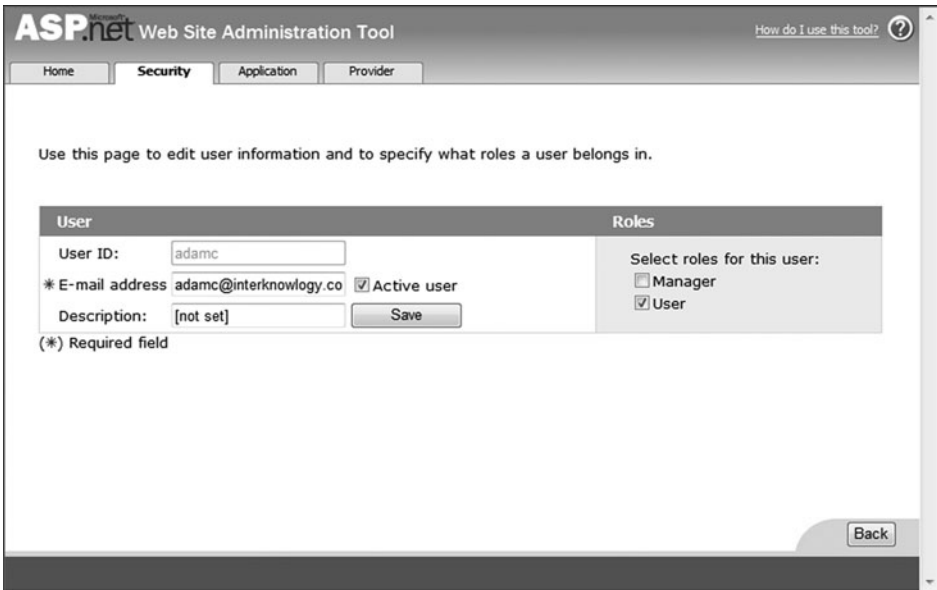 Microsoft
ASP.net Web Site Administration Tool
How do I use this tool? ?
Home Security Application Provider
Use this page to edit user information and to specify what roles a user belongs in.
User Roles
User ID: adamc
* E-mail address adamc@interknowlogy.co Active user
Description: [not set] Save
Select roles for this user:
Manager
User
(*) Required field
Back